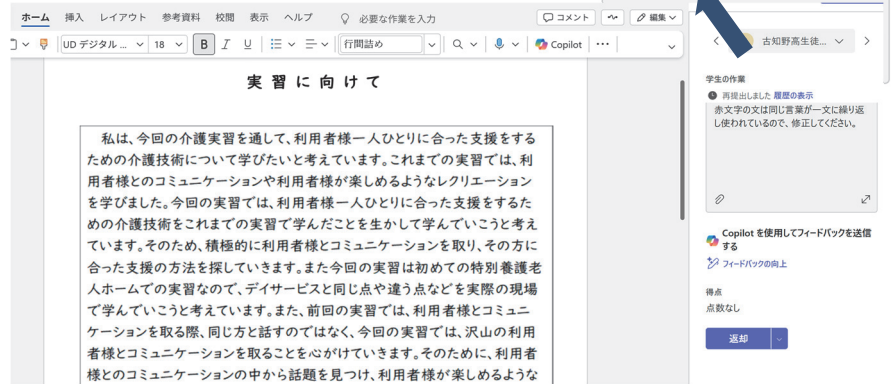 ホーム 挿入 レイアウト 参考資料 校閲 表示 ヘルプ 必要な作業を入力 コメント 編集
UD デジタル ... 18 B I U 行間詰め Copilot ...
実習に向けて
私は、今回の介護実習を通して、利用者様一人ひとりに合った支援をする
ための介護技術について学びたいと考えています。これまでの実習では、利
用者様とのコミュニケーションや利用者様が楽しめるようなレクリエーション
を学びました。今回の実習では、利用者様一人ひとりに合った支援をするた
めの介護技術をこれまでの実習で学んだことを生かして学んでいこうと考え
ています。そのため、積極的に利用者様とコミュニケーションを取り、その方に
合った支援の方法を探していきます。また今回の実習は初めての特別養護老
人ホームでの実習なので、デイサービスと同じ点や違う点などを実際の現場
で学んでいこうと考えています。また、前回の実習では、利用者様とコミュニ
ケーションを取る際、同じ方と話すのではなく、今回の実習では、沢山の利用
者様とコミュニケーションを取ることを心がけていきます。そのために、利用者
様とのコミュニケーションの中から話題を見つけ、利用者様が楽しめるような
古知野高生徒...
学生の作業
再提出しました 履歴の表示
赤文字の文は同じ言葉が一文に繰り返
し使われているので、修正してください。
Copilot を使用してフィードバックを送信
する
フィードバックの向上
得点
点数なし
返却